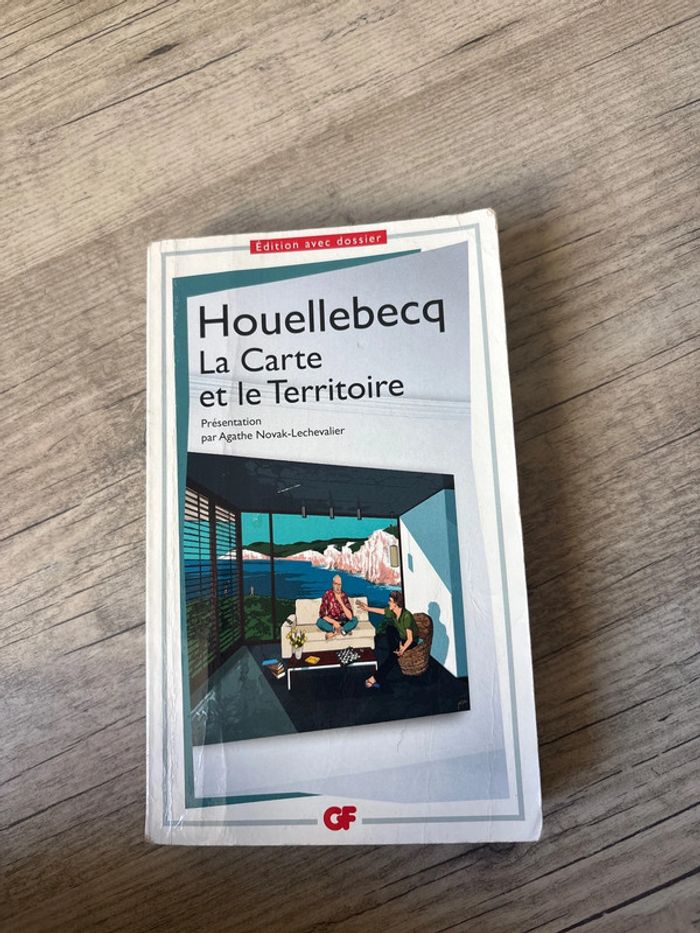 Édition avec dossier
Houellebecq
La Carte
et le Territoire
Présentation
par Agathe Novak-Lechevalier
GF